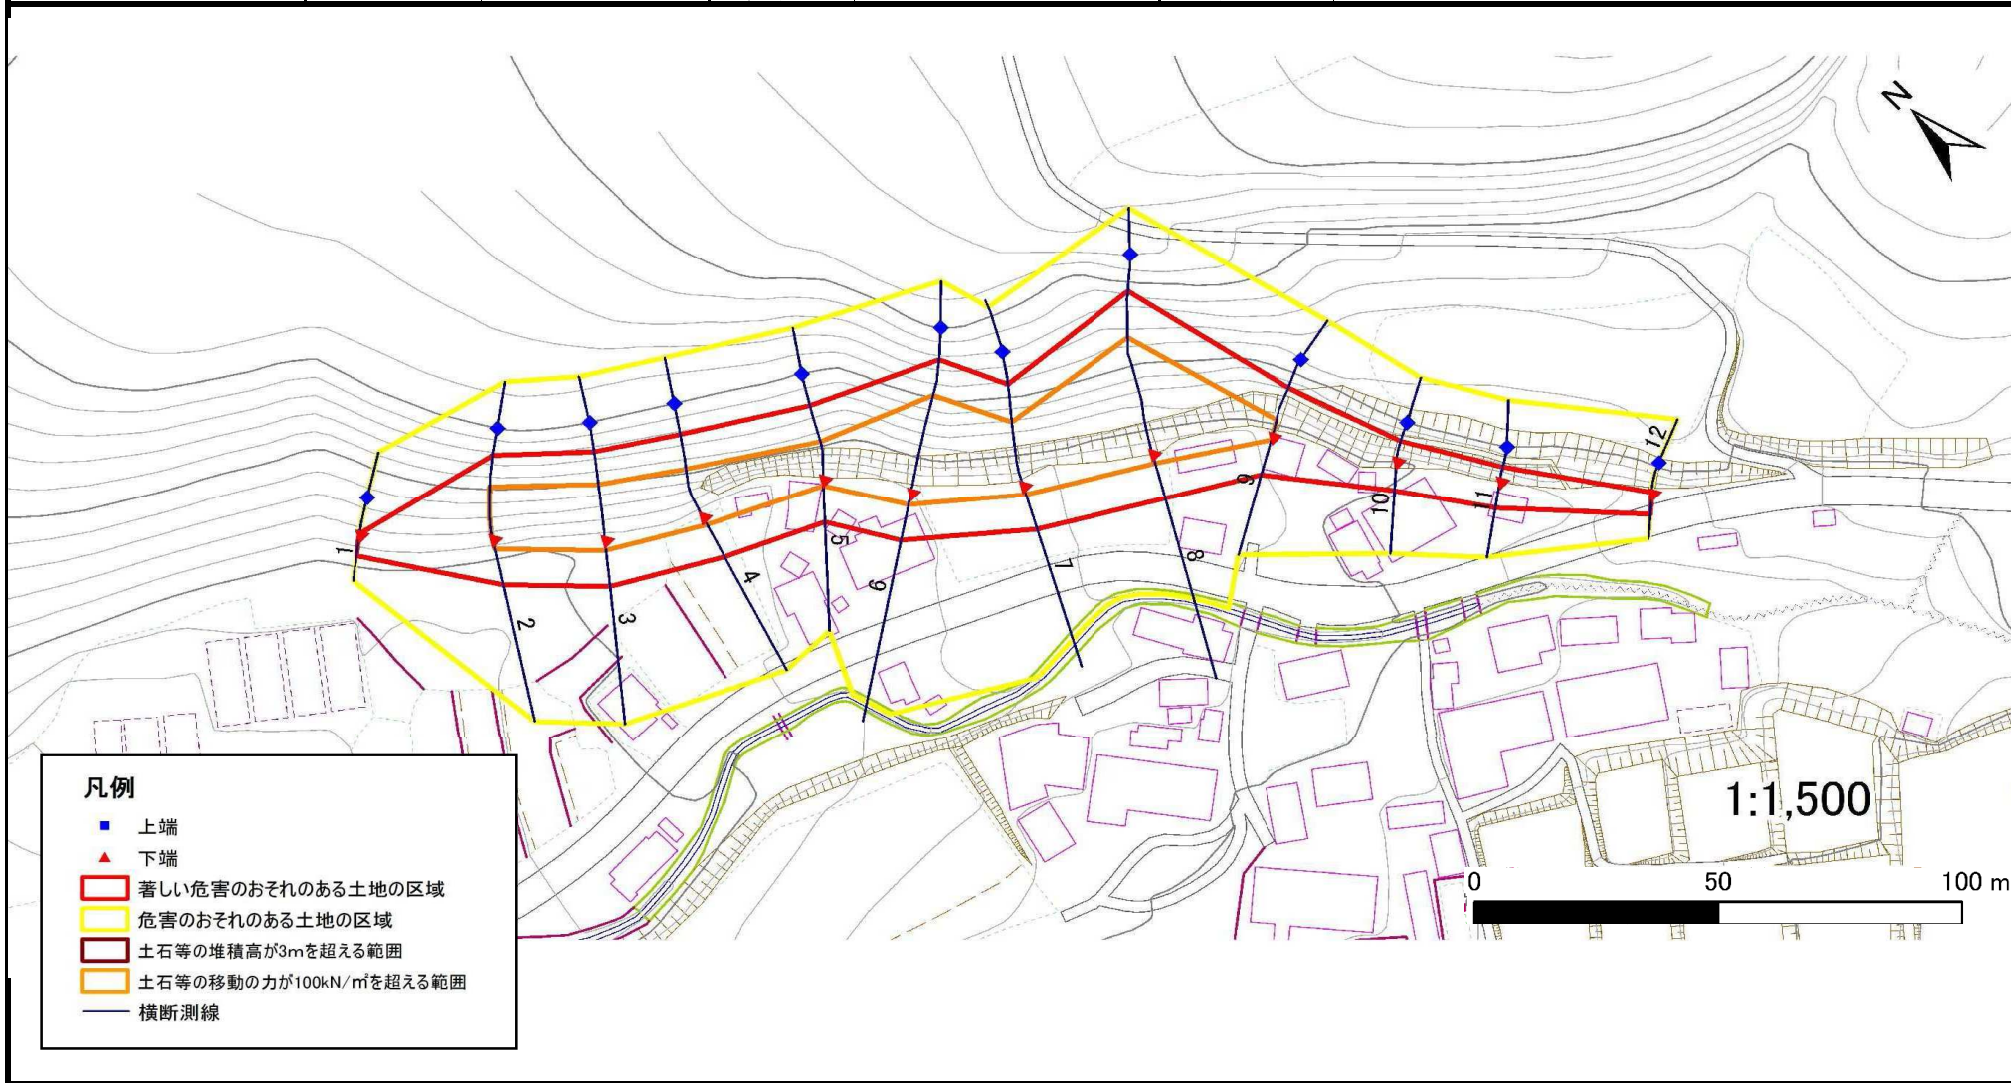 N
1
2
3
4
5
6
7
8
9
10
11
12
凡例
上端
下端
著しい危害のおそれのある土地の区域
危害のおそれのある土地の区域
土石等の堆積高が3mを超える範囲
土石等の移動の力が100kN/㎡を超える範囲
横断測線
1:1,500
0 50 100 m